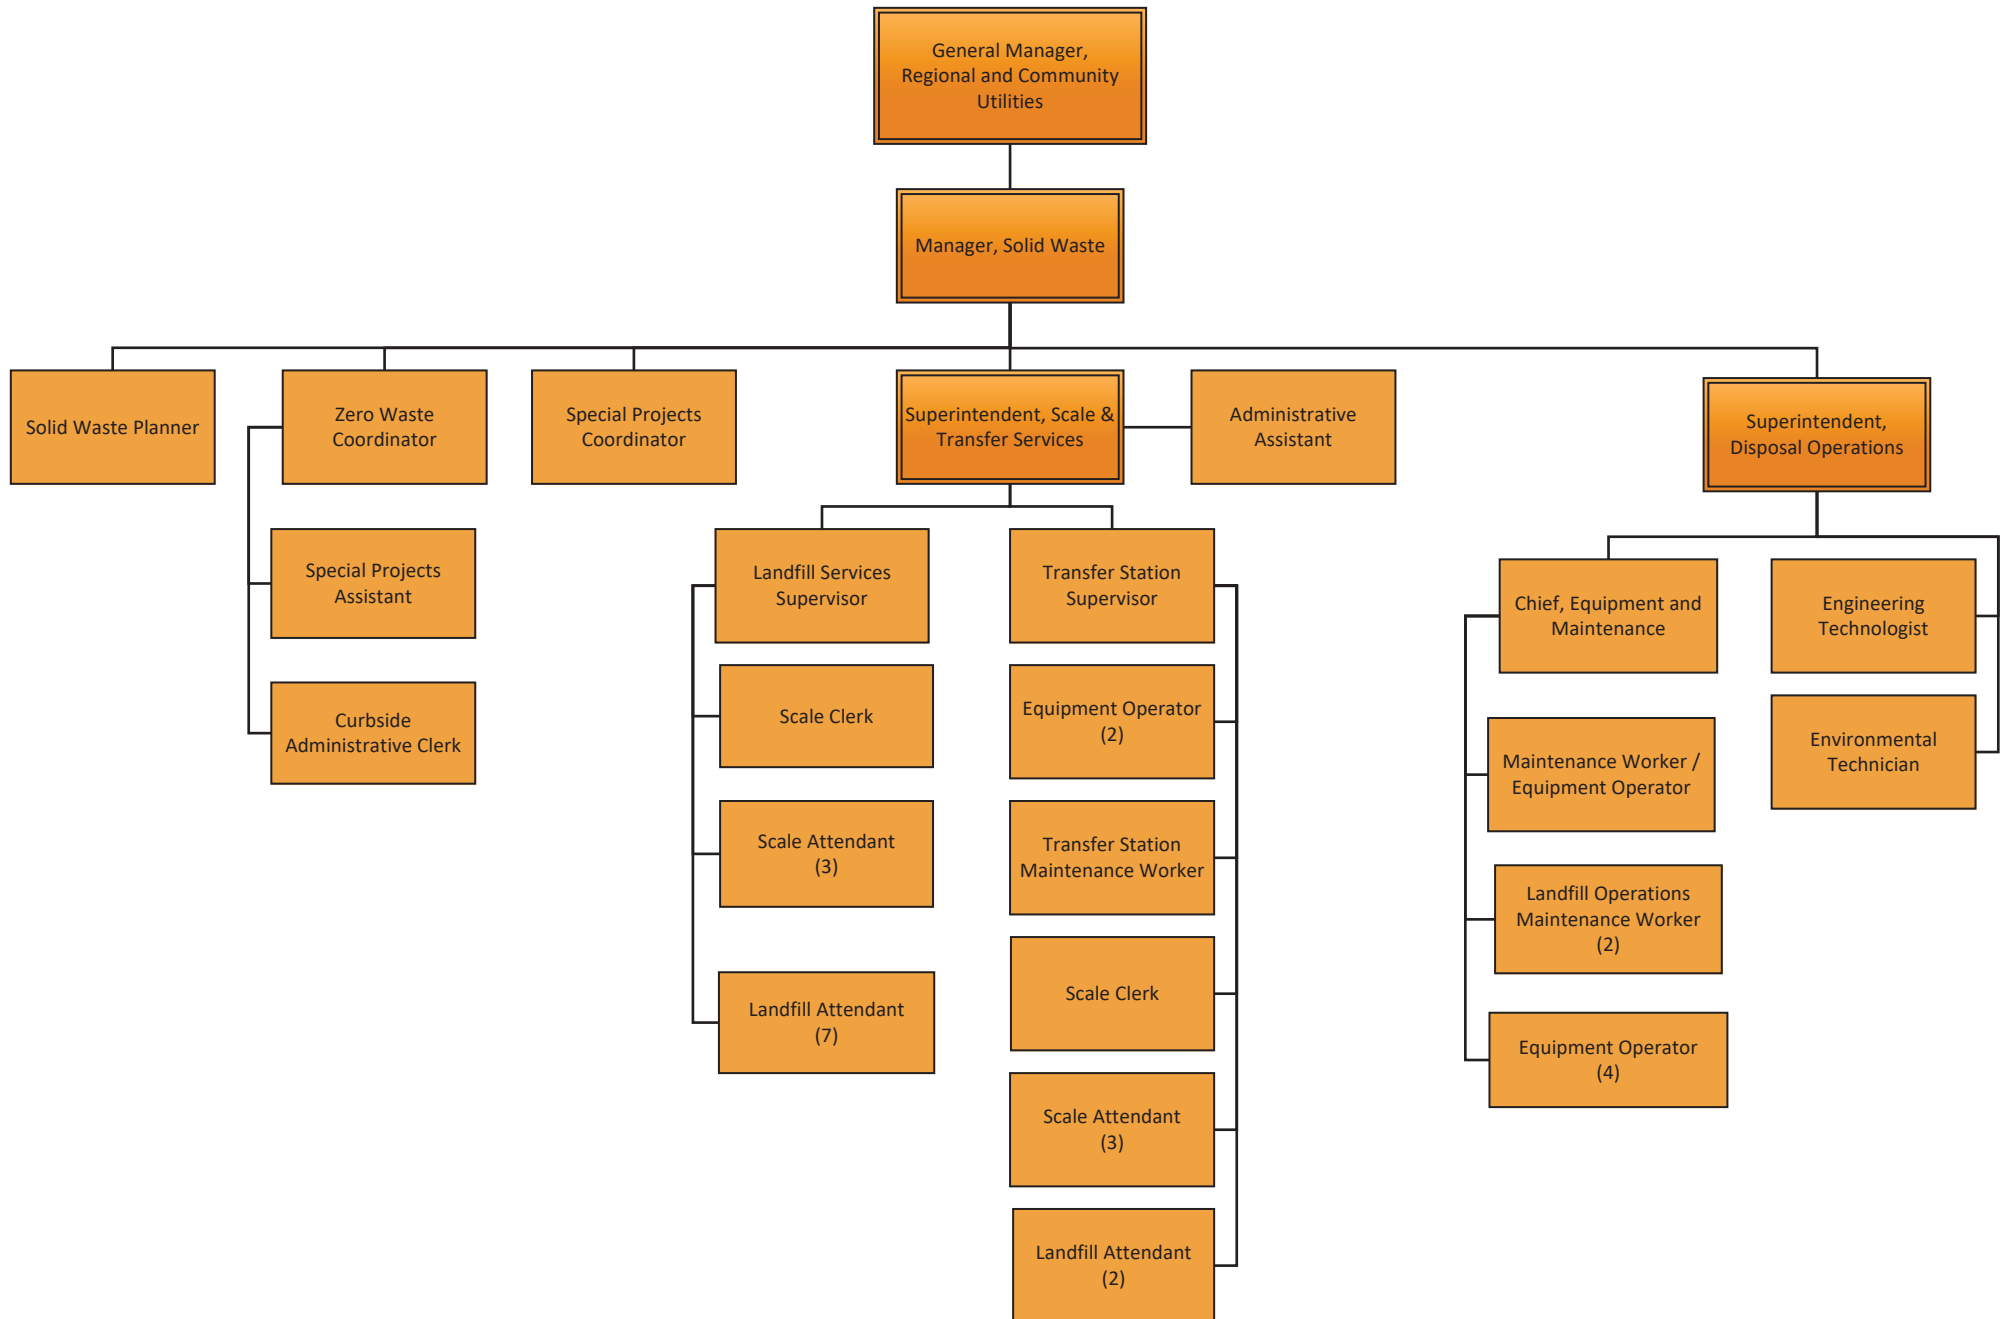 General Manager,
Regional and Community
Utilities
Manager, Solid Waste
Solid Waste Planner
Zero Waste
Coordinator
Special Projects
Coordinator
Superintendent, Scale &
Transfer Services
Administrative
Assistant
Superintendent,
Disposal Operations
Special Projects
Assistant
Curbside
Administrative Clerk
Landfill Services
Supervisor
Scale Clerk
Scale Attendant
(3)
Landfill Attendant
(7)
Transfer Station
Supervisor
Equipment Operator
(2)
Transfer Station
Maintenance Worker
Scale Clerk
Scale Attendant
(3)
Landfill Attendant
(2)
Chief, Equipment and
Maintenance
Maintenance Worker /
Equipment Operator
Landfill Operations
Maintenance Worker
(2)
Equipment Operator
(4)
Engineering
Technologist
Environmental
Technician